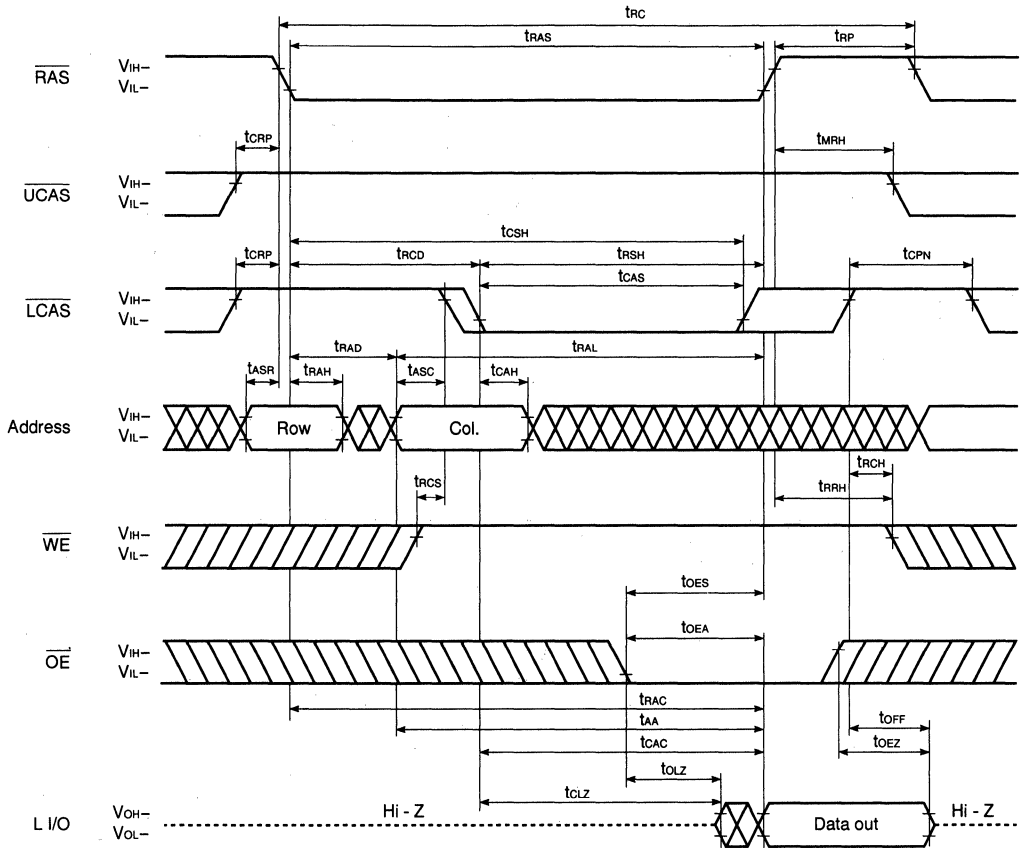 tRC
tRAS
tRP
RAS
VIH–
VIL–
tCRP
tMRH
UCAS
VIH–
VIL–
tCSH
tCRP
tRCD
tRSH
tCPN
tCAS
LCAS
VIH–
VIL–
tRAD
tRAL
tASR
tRAH
tASC
tCAH
Address
VIH–
VIL–
Row
Col.
tRCS
tRCH
tRRH
WE
VIH–
VIL–
tOES
tOEA
OE
VIH–
VIL–
tRAC
tAA
tOFF
tCAC
tOEZ
tOLZ
tCLZ
L I/O
VOH–
VOL–
Hi - Z
Data out
Hi - Z